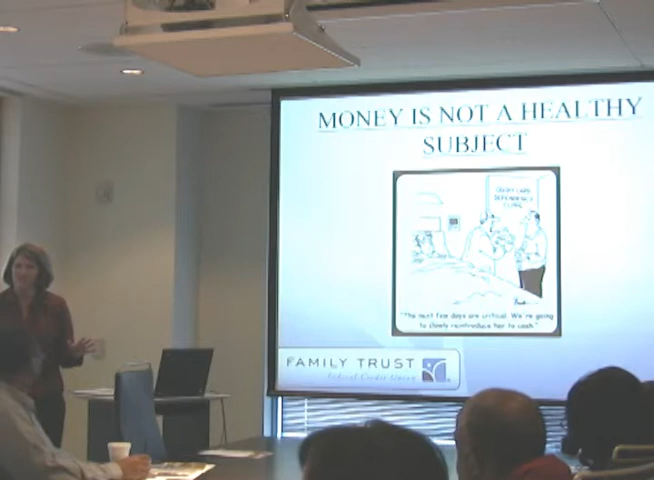 MONEY IS NOT A HEALTHY
SUBJECT
CREDIT CARD
DEPENDENCY
CLINIC
"The next few days are critical. We're going
to slowly reintroduce her to cash."
FAMILY TRUST
Federal Credit Union